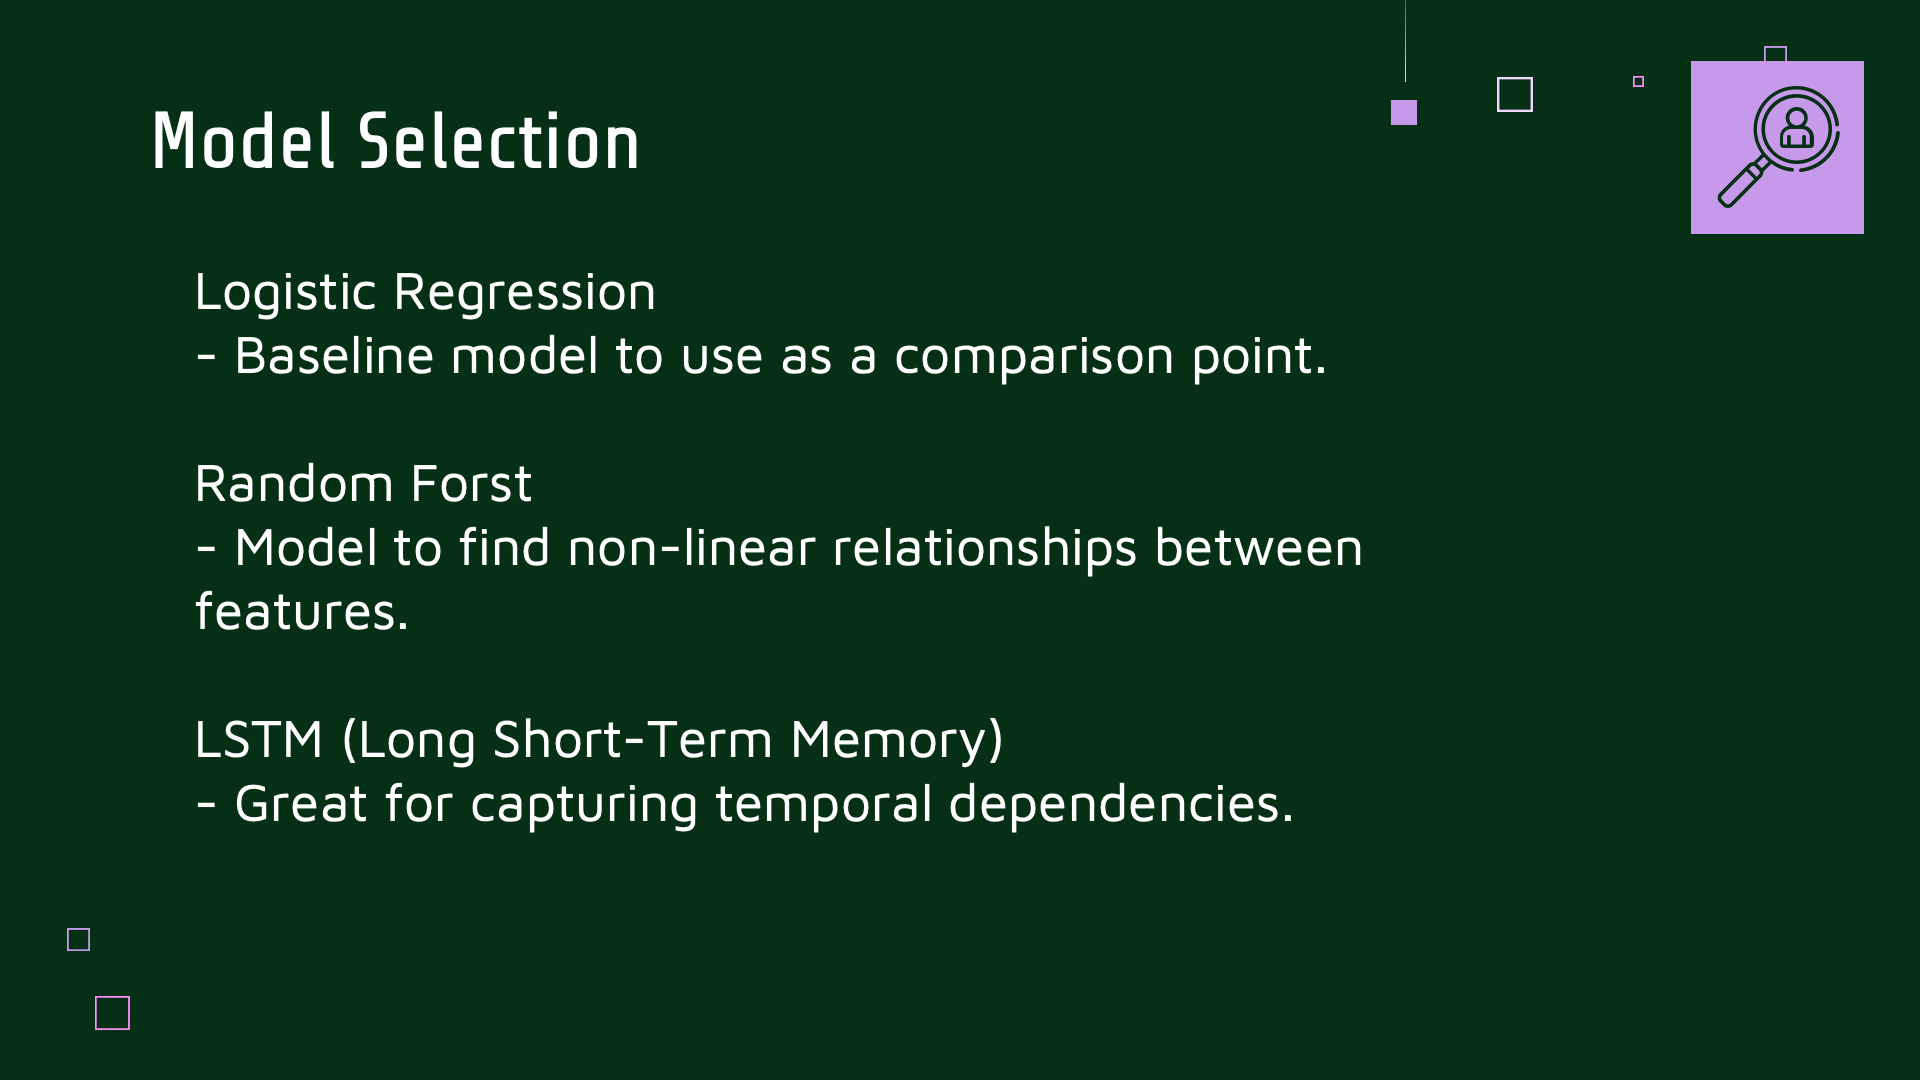 Model Selection
Logistic Regression
- Baseline model to use as a comparison point.
Random Forst
- Model to find non-linear relationships between
features.
LSTM (Long Short-Term Memory)
- Great for capturing temporal dependencies.